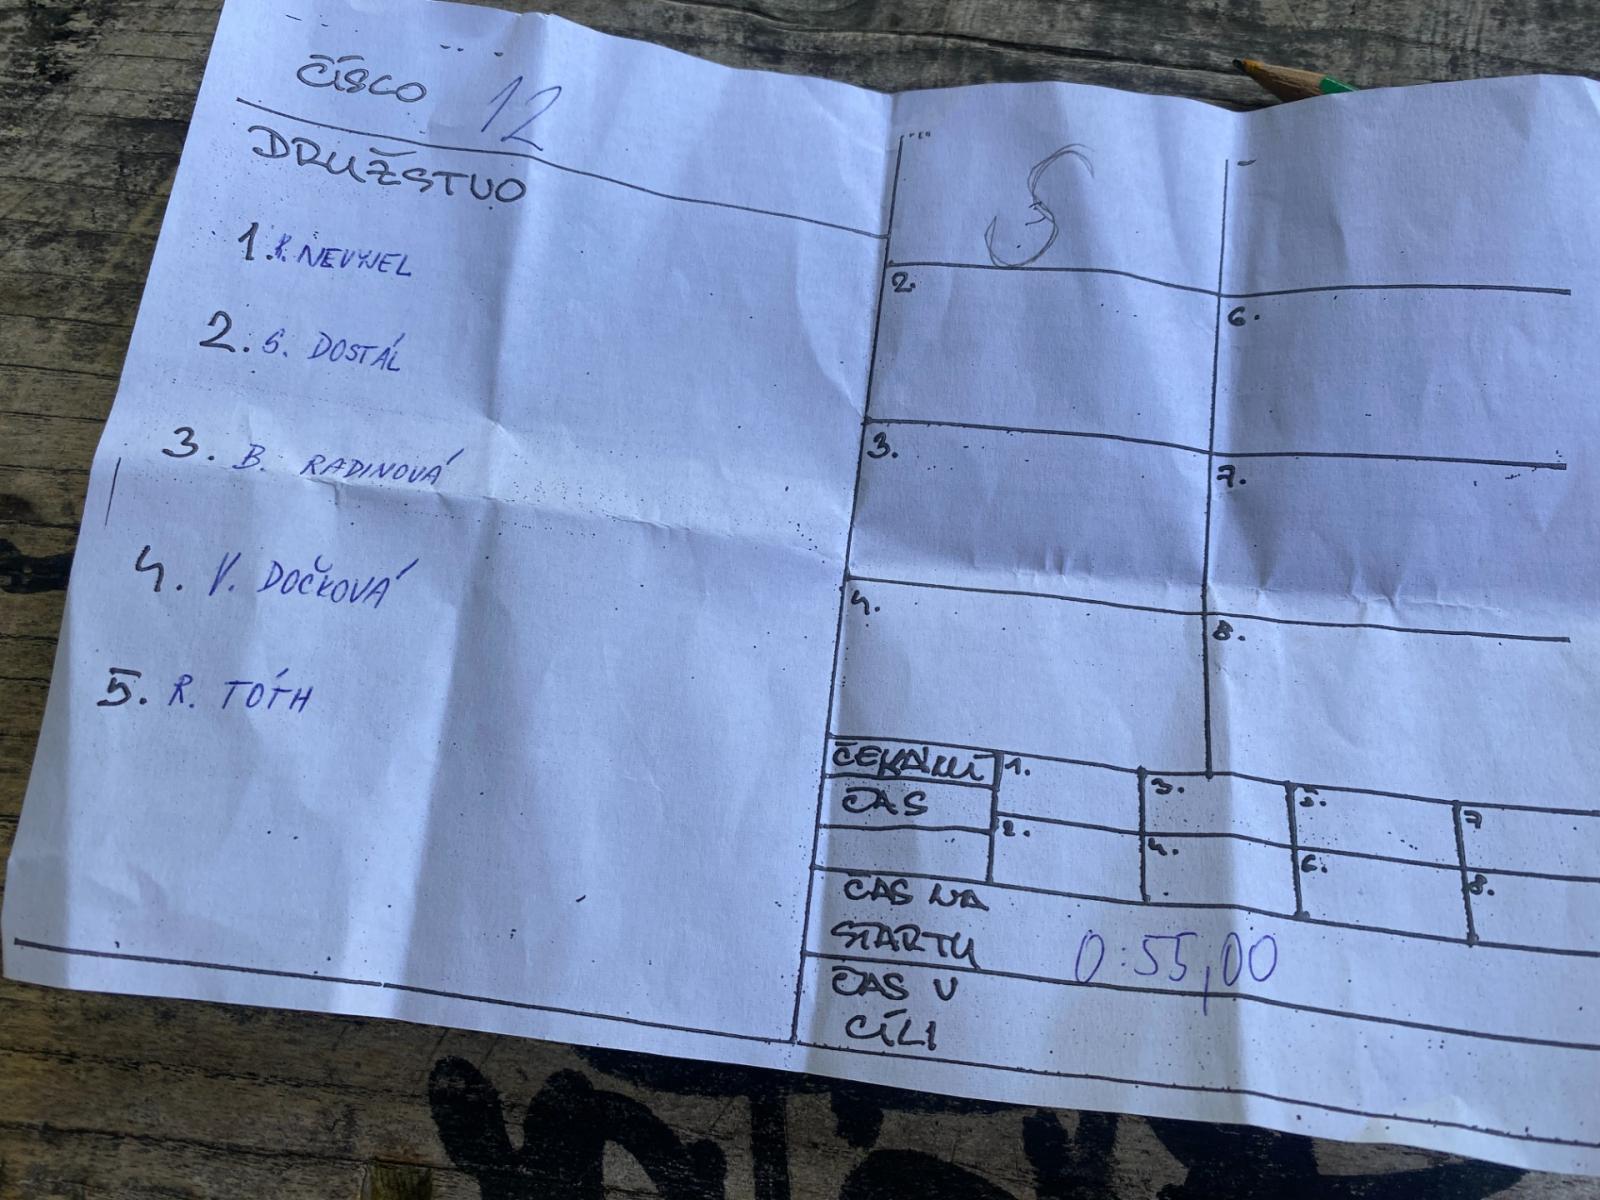 ČÍSLO 12
DRUŽSTVO
1. P. NEVYJEL
2. S. DOSTÁL
3. B. RADINOVÁ
4. V. DOČKOVÁ
5. R. TÓTH
S
2.
6.
3.
7.
4.
8.
ČEKÁNÍ
ČAS
1.
3.
5.
7
2.
4.
6.
8.
ČAS NA
STARTU 0:55,00
ČAS V
CÍLI